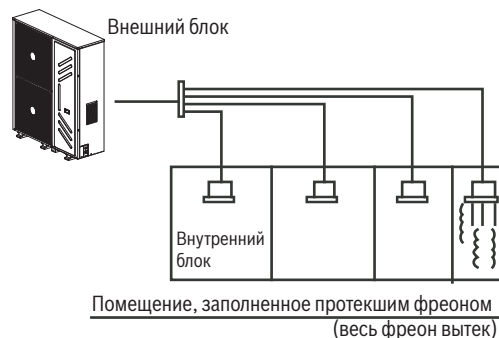 Внешний блок
Внутренний
блок
Помещение, заполненное протекшим фреоном
(весь фреон вытек)